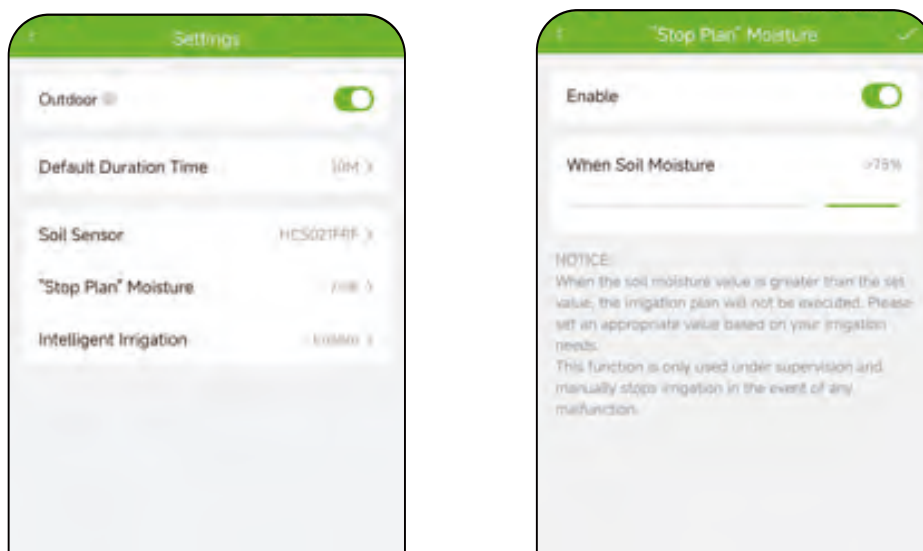 Settings
Outdoor
Default Duration Time
10M
Soil Sensor
HCS021FRF
"Stop Plan" Moisture
Intelligent Irrigation
"Stop Plan" Moisture
Enable
When Soil Moisture
>75%
NOTICE:
When the soil moisture value is greater than the set
value, the irrigation plan will not be executed. Please
set an appropriate value based on your irrigation
needs.
This function is only used under supervision and
manually stops irrigation in the event of any
malfunction.